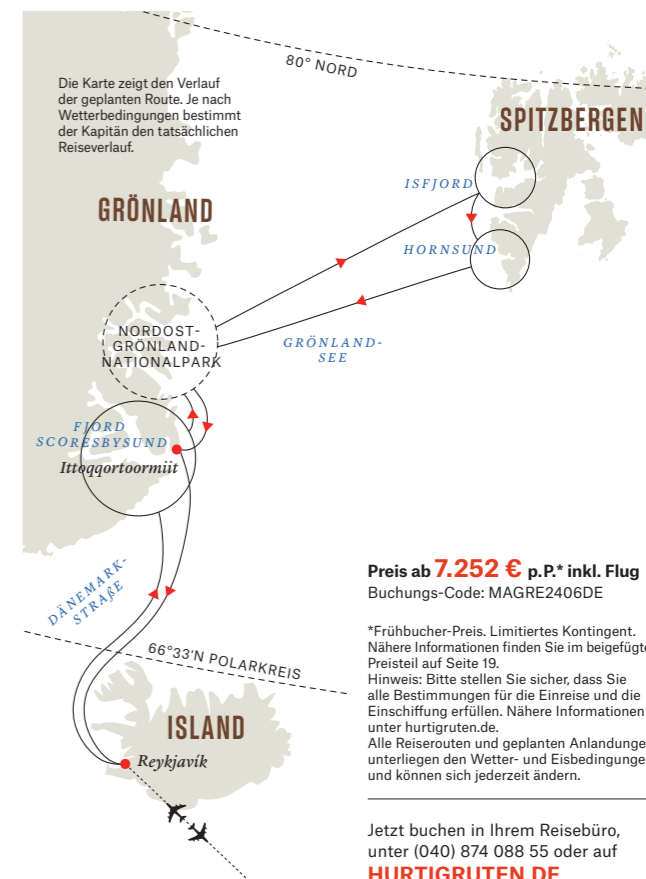 80° NORD
Die Karte zeigt den Verlauf
der geplanten Route. Je nach
Wetterbedingungen bestimmt
der Kapitän den tatsächlichen
Reiseverlauf.
SPITZBERGEN
ISFJORD
GRÖNLAND
HORNSUND
NORDOST-
GRÖNLAND-
NATIONALPARK
GRÖNLAND-
SEE
FJORD
SCORESBYSUND
Ittoqqortoormiit
DÄNEMARK-
STRAßE
66°33'N POLARKREIS
ISLAND
Reykjavík
Preis ab 7.252 € p.P.* inkl. Flug
Buchungs-Code: MAGRE2406DE
*Frühbucher-Preis. Limitiertes Kontingent.
Nähere Informationen finden Sie im beigefügte
Preisteil auf Seite 19.
Hinweis: Bitte stellen Sie sicher, dass Sie
alle Bestimmungen für die Einreise und die
Einschiffung erfüllen. Nähere Informationen
unter hurtigruten.de.
Alle Reiserouten und geplanten Anlandunge
unterliegen den Wetter- und Eisbedingunge
und können sich jederzeit ändern.
Jetzt buchen in Ihrem Reisebüro,
unter (040) 874 088 55 oder auf
HURTIGRUTEN.DE